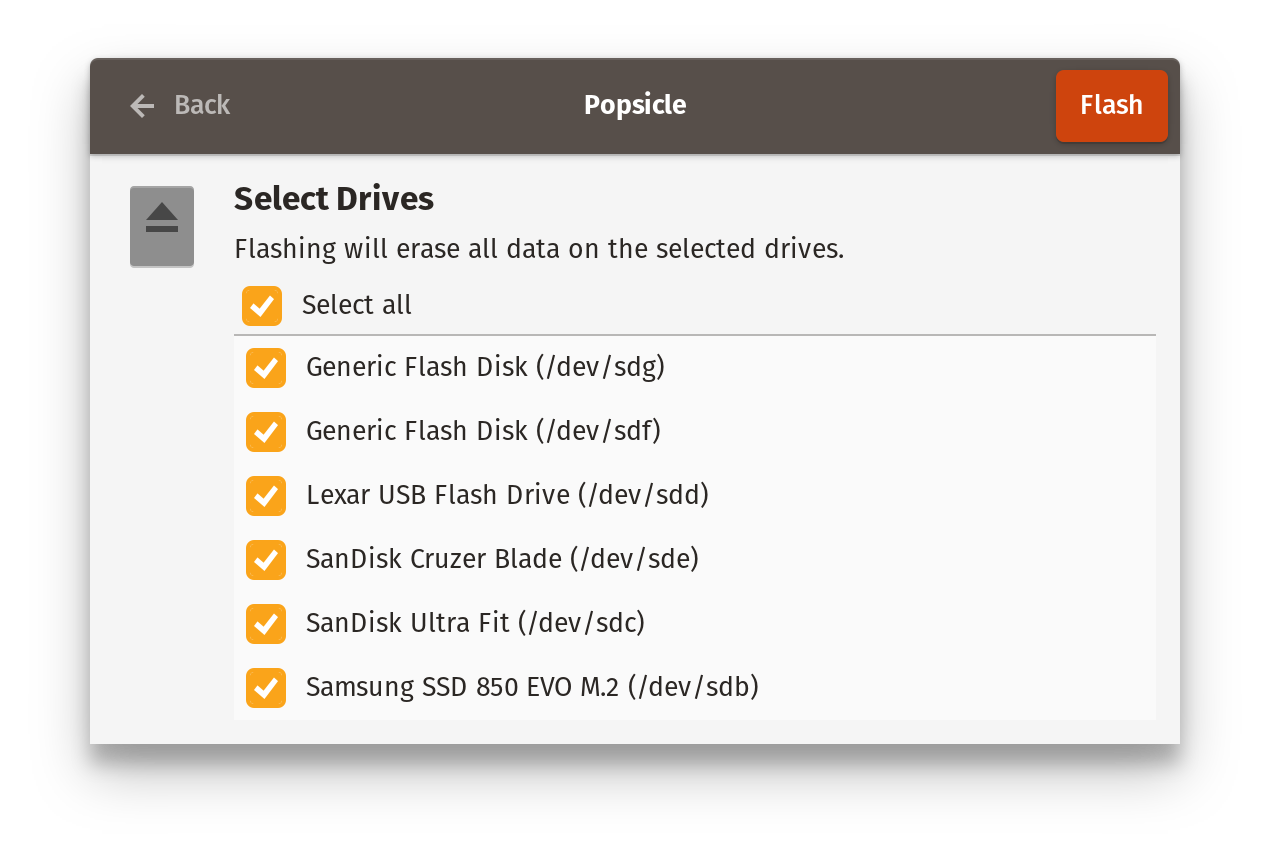 Back
Popsicle
Flash
Select Drives
Flashing will erase all data on the selected drives.
Select all
Generic Flash Disk (/dev/sdg)
Generic Flash Disk (/dev/sdf)
Lexar USB Flash Drive (/dev/sdd)
SanDisk Cruzer Blade (/dev/sde)
SanDisk Ultra Fit (/dev/sdc)
Samsung SSD 850 EVO M.2 (/dev/sdb)